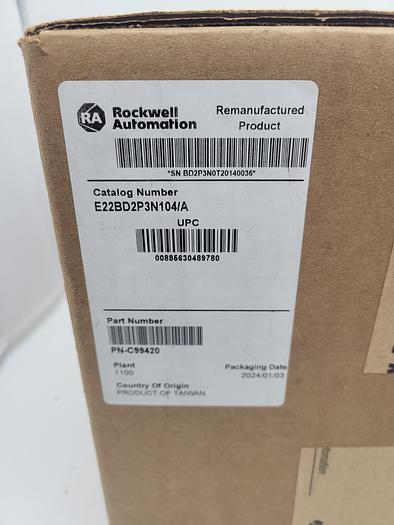 RA
Rockwell
Automation
Remanufactured
Product
*SN BD2P3N0T20140036*
Catalog Number
E22BD2P3N104/A
UPC
00885630489780
Part Number
PN-C99420
Plant
1100
Packaging Date
2024/01/03
Country Of Origin
PRODUCT OF TAIWAN